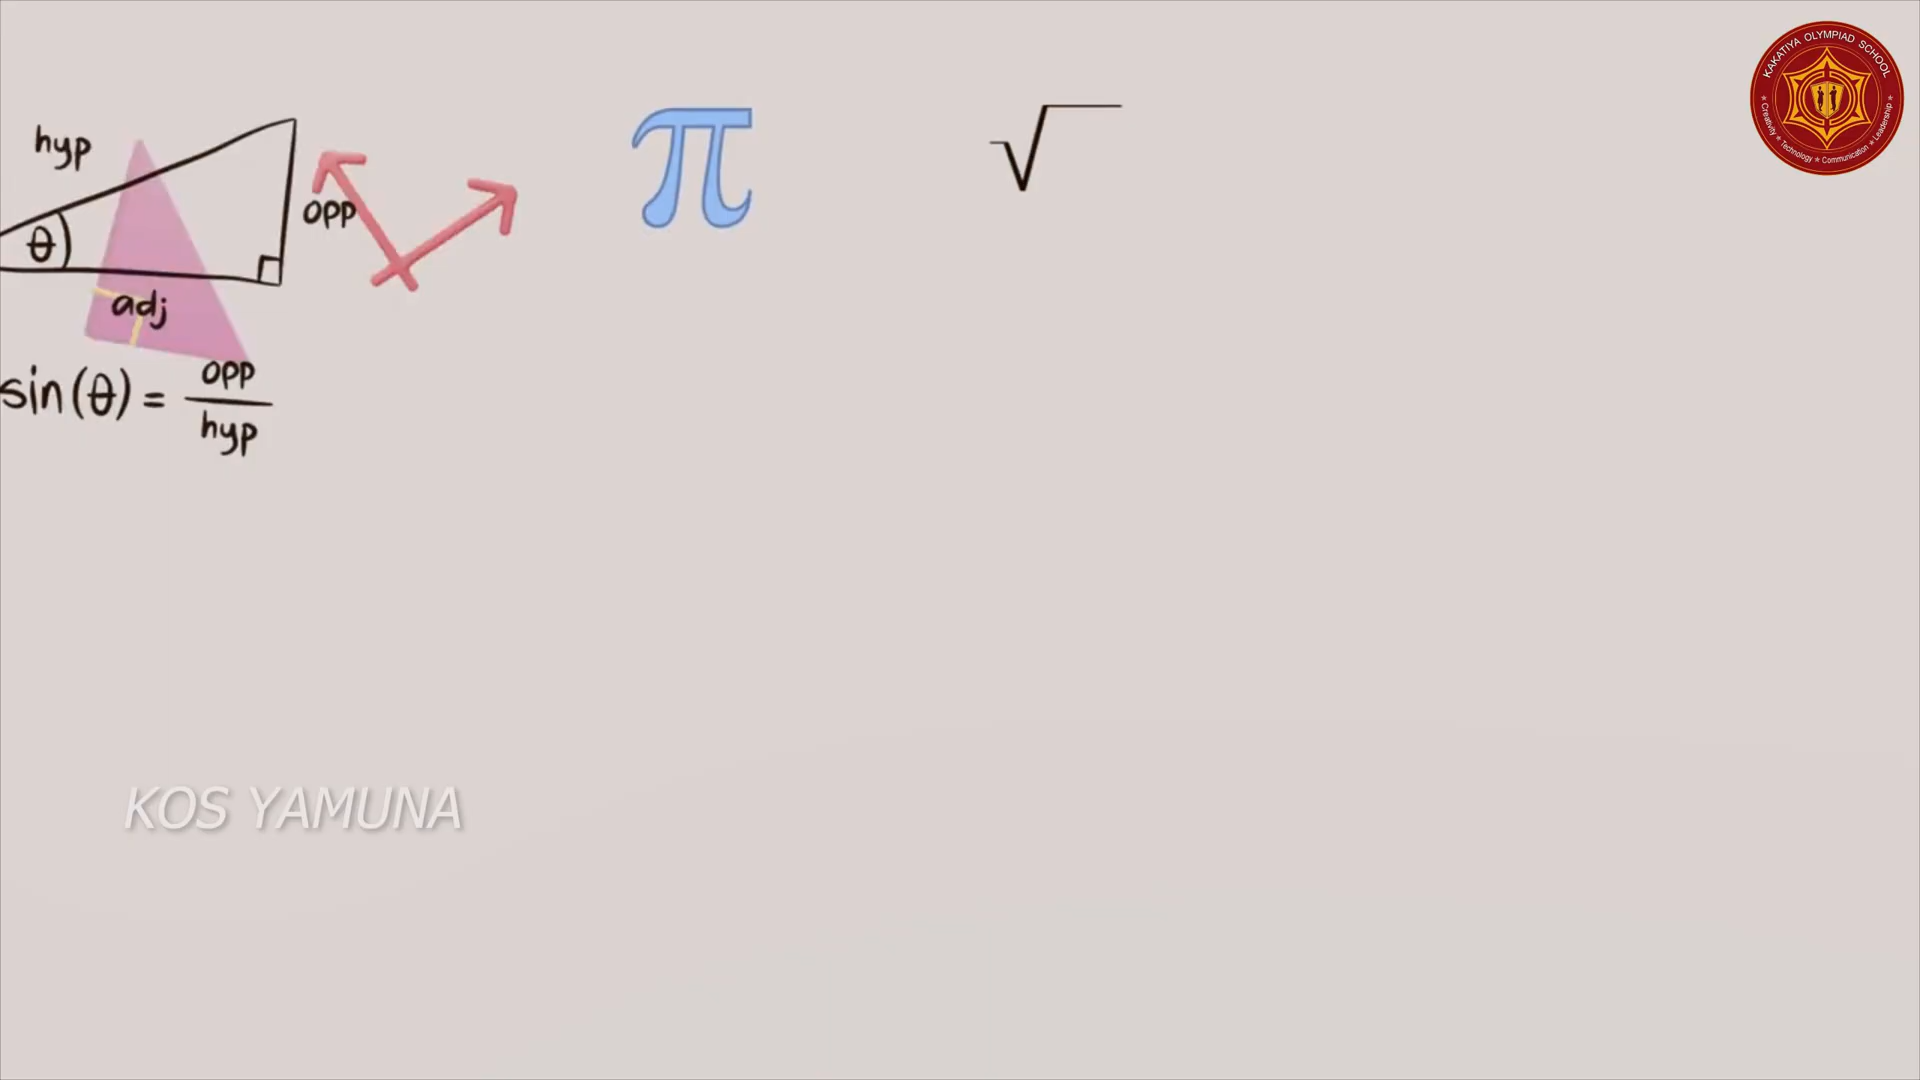 KAKATIYA OLYMPIAD SCHOOL
★ Creativity ★ Technology ★ Communication ★ Leadership ★
hyp
π
√
opp
θ
adj
sin(θ) = opp
hyp
KOS YAMUNA